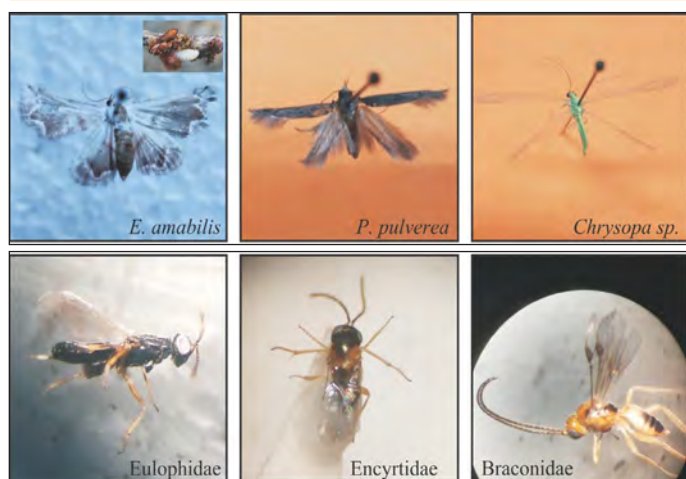 E. amabilis
P. pulverea
Chrysopa sp.
Eulophidae
Encyrtidae
Braconidae